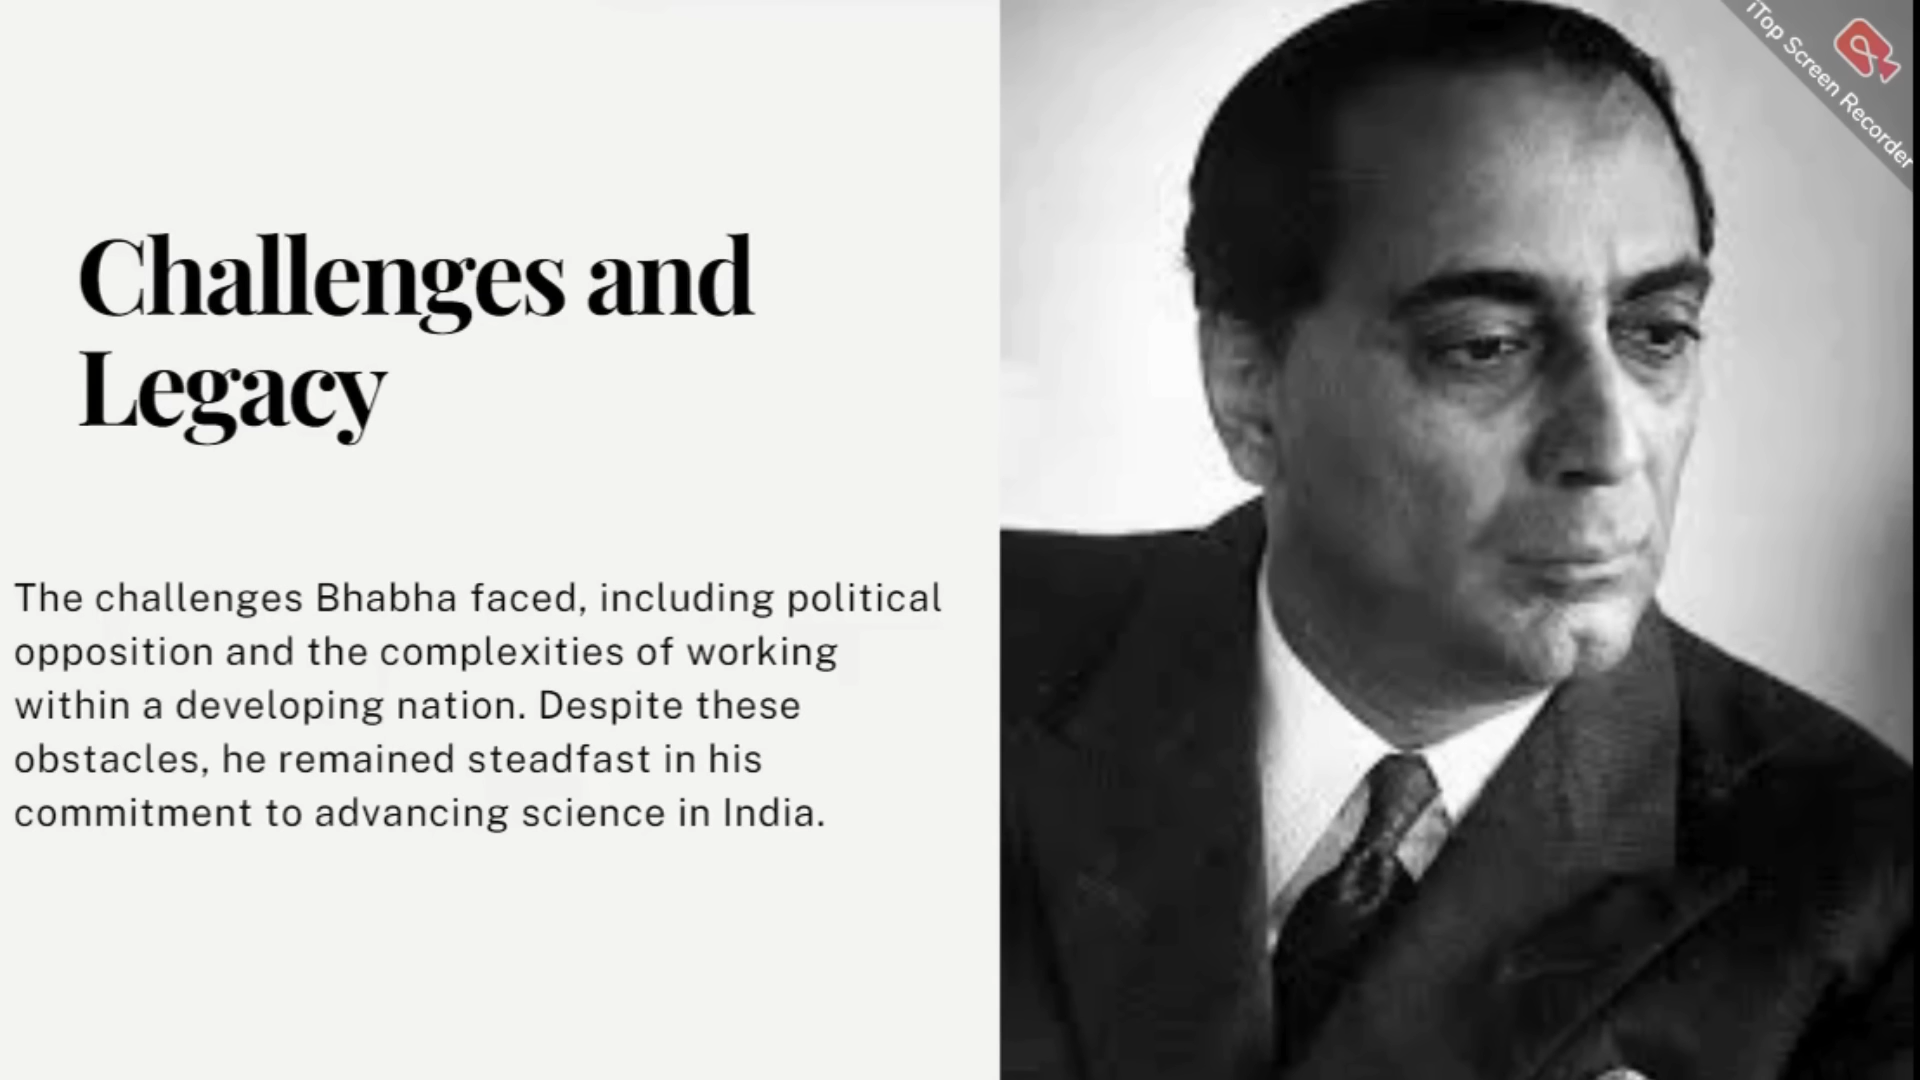 Challenges and
Legacy
The challenges Bhabha faced, including political
opposition and the complexities of working
within a developing nation. Despite these
obstacles, he remained steadfast in his
commitment to advancing science in India.
iTop Screen Recorder